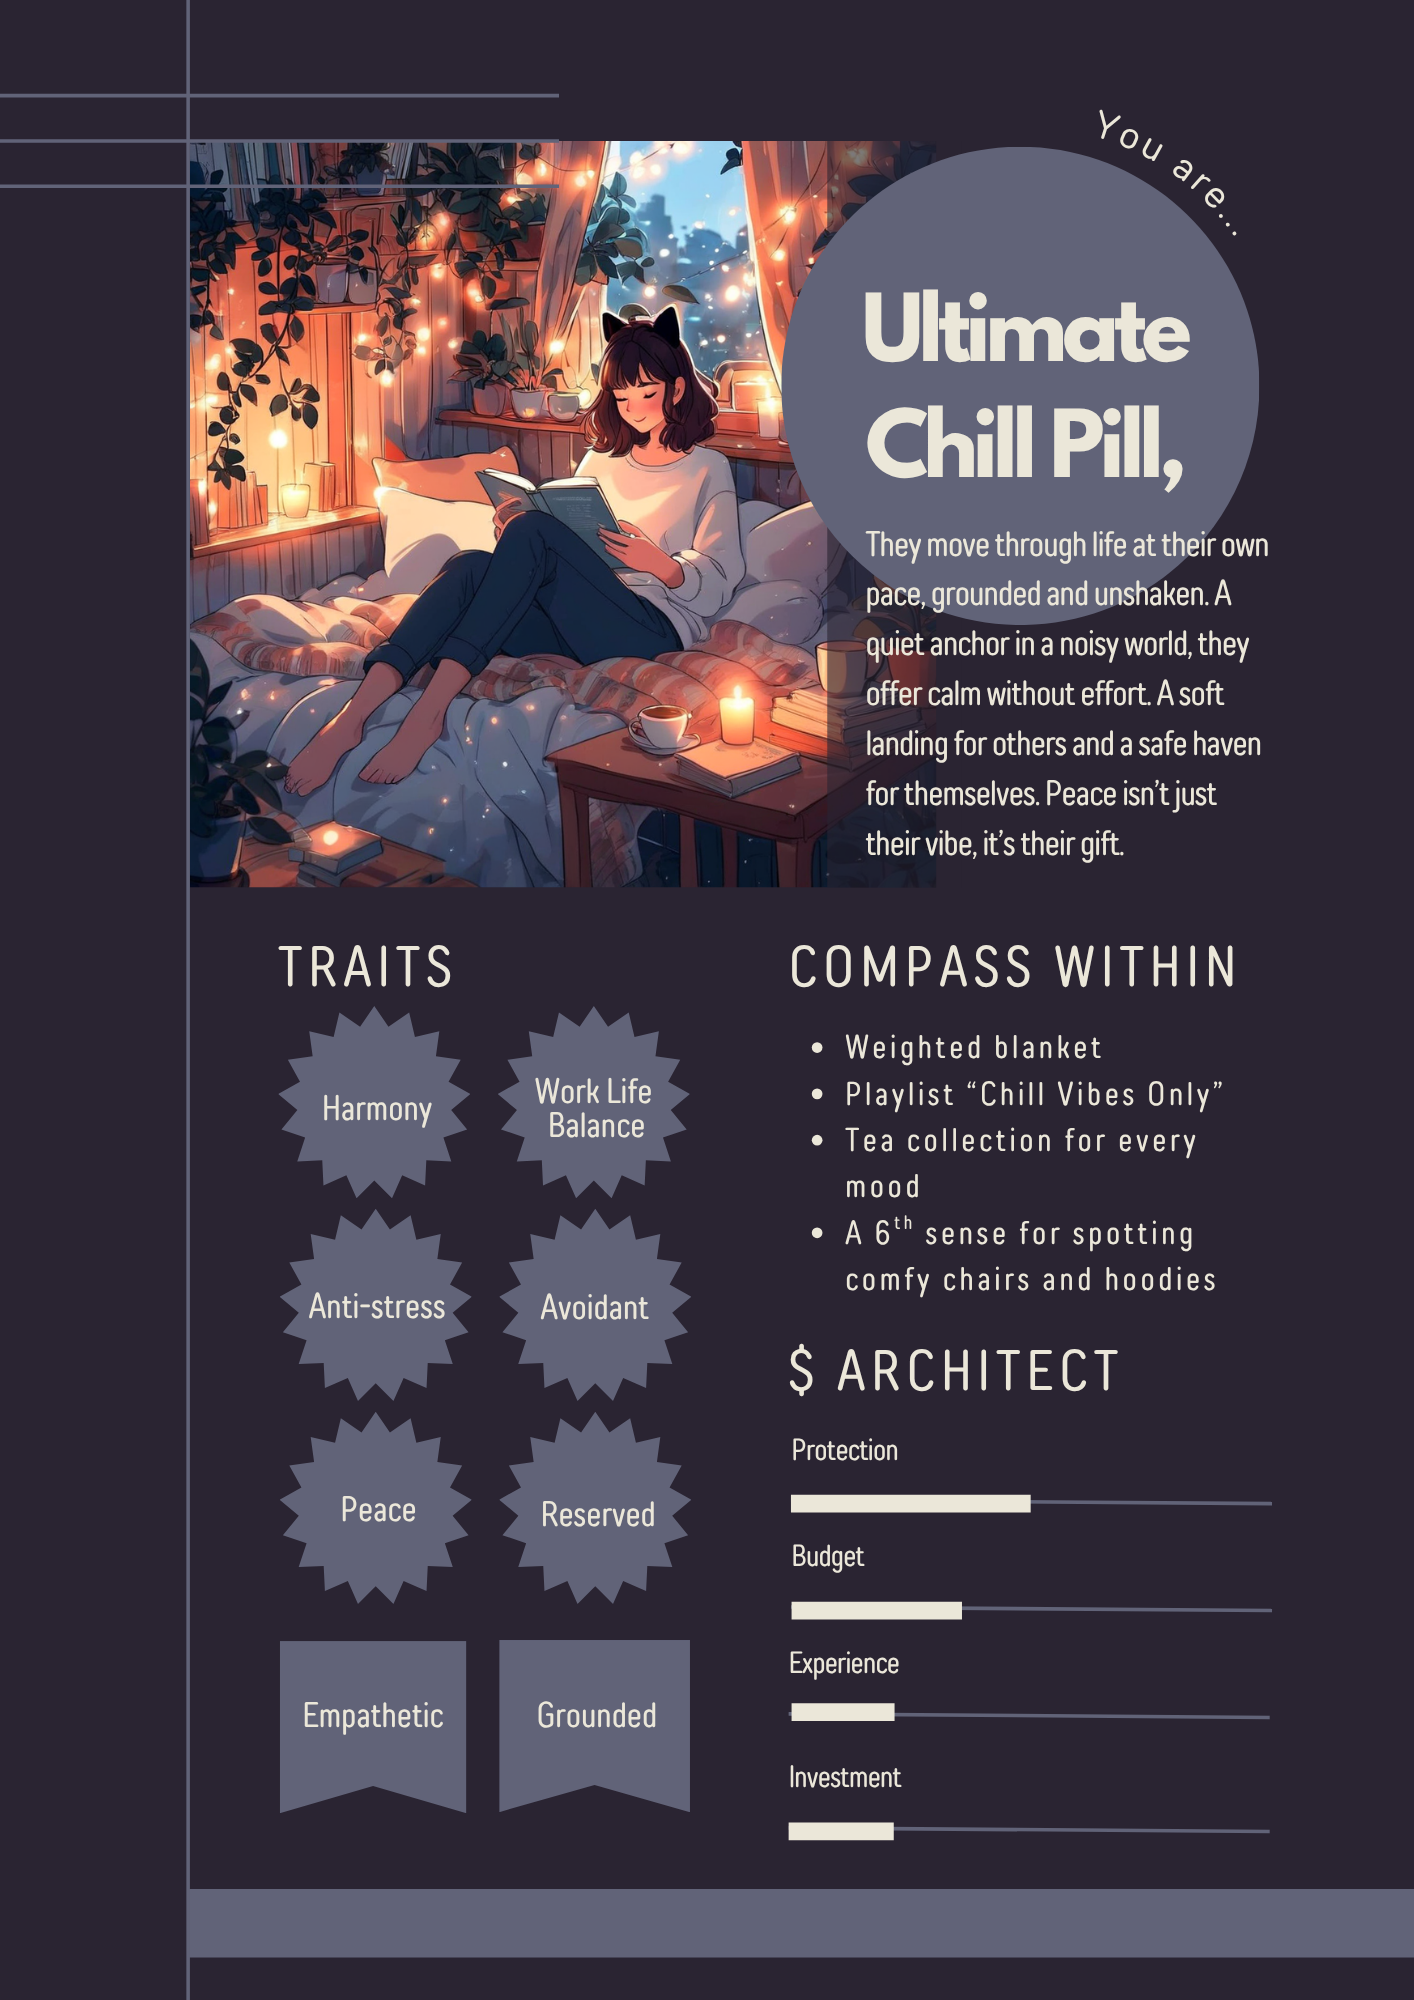 You are...
Ultimate
Chill Pill,
They move through life at their own
pace, grounded and unshaken. A
quiet anchor in a noisy world, they
offer calm without effort. A soft
landing for others and a safe haven
for themselves. Peace isn’t just
their vibe, it’s their gift.
TRAITS
Harmony
Work Life
Balance
Anti-stress
Avoidant
Peace
Reserved
Empathetic
Grounded
COMPASS WITHIN
• Weighted blanket
• Playlist “Chill Vibes Only”
• Tea collection for every
mood
• A 6th sense for spotting
comfy chairs and hoodies
$ ARCHITECT
Protection
Budget
Experience
Investment